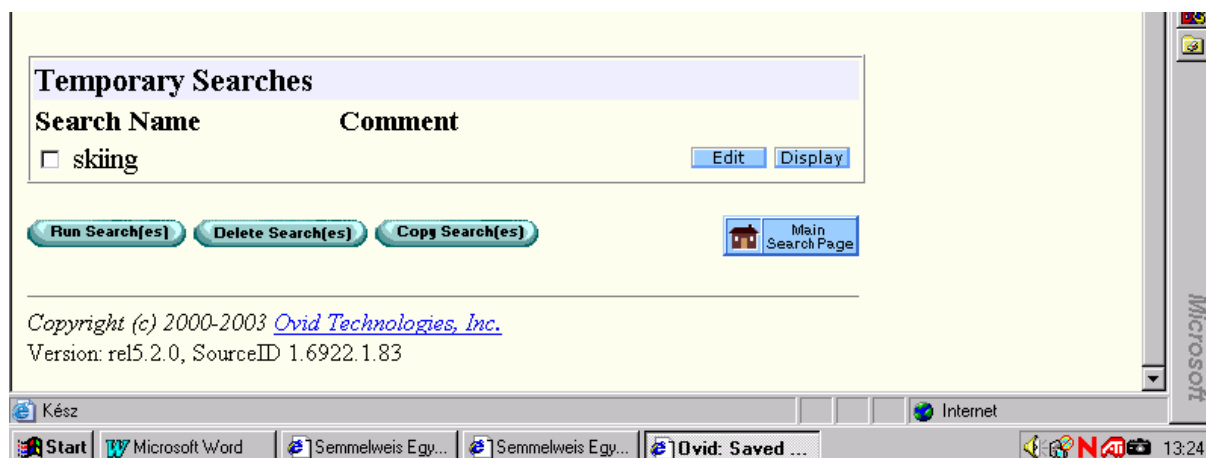 Temporary Searches
Search Name Comment
skiing Edit Display
Run Search(es) Delete Search(es) Copy Search(es) Main Search Page
Copyright (c) 2000-2003 Ovid Technologies, Inc.
Version: rel5.2.0, SourceID 1.6922.1.83
Microsoft
Kész Internet
Start Microsoft Word Semmelweis Egy... Semmelweis Egy... Ovid: Saved ... 13:24